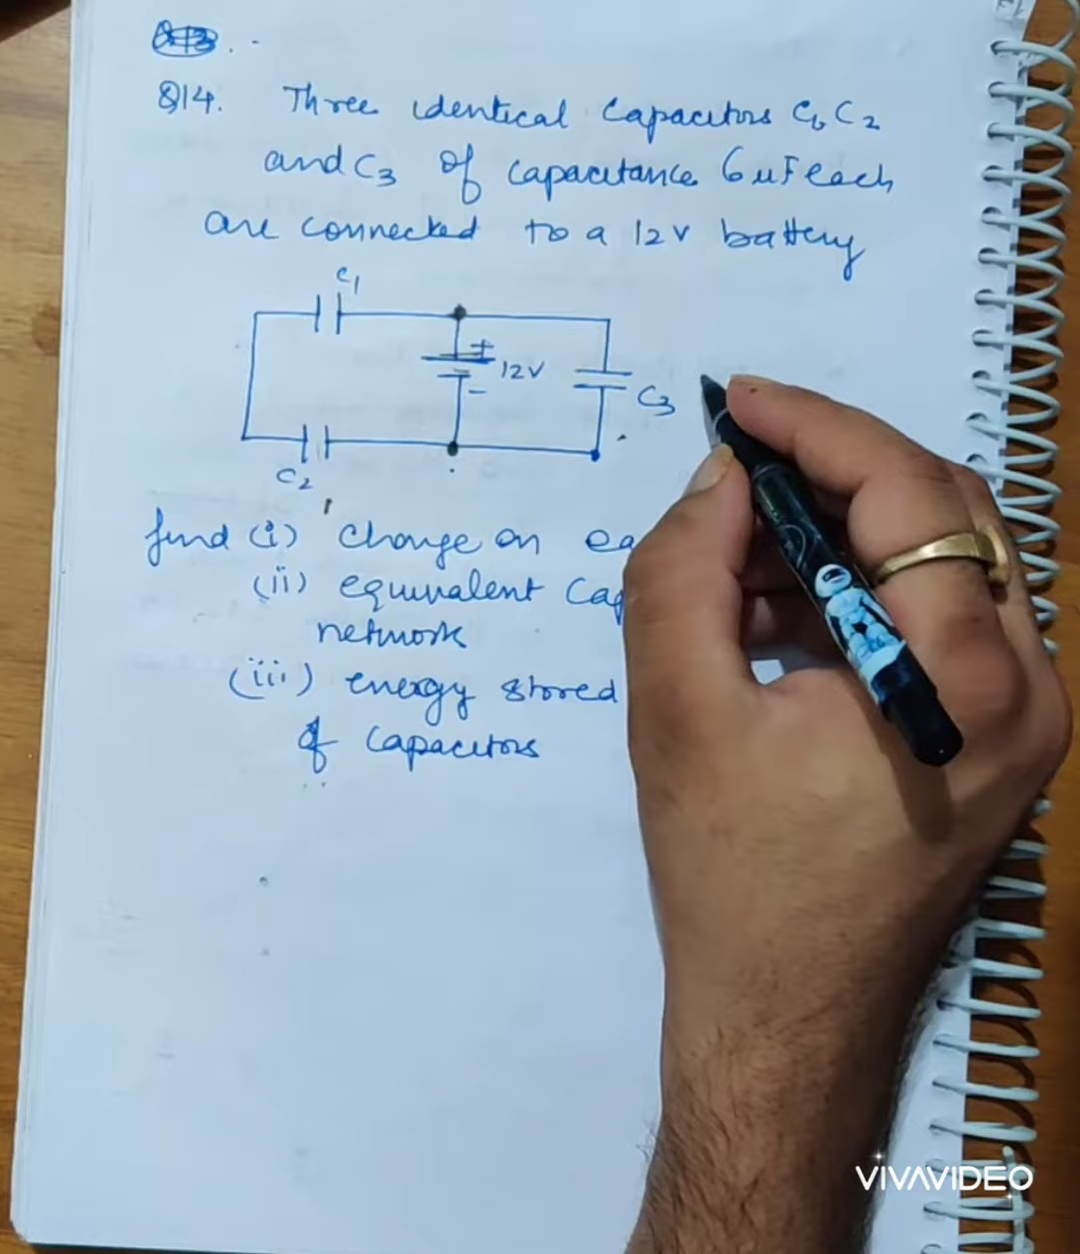 Q14. Three identical Capacitors C1, C2
and C3 of capacitance 6uF each
are connected to a 12V battery
C1
+
12V
-
C3
C2
find (i) Charge on
(ii) equivalent
network
(iii) energy stored
of Capacitors
VIVAVIDEO